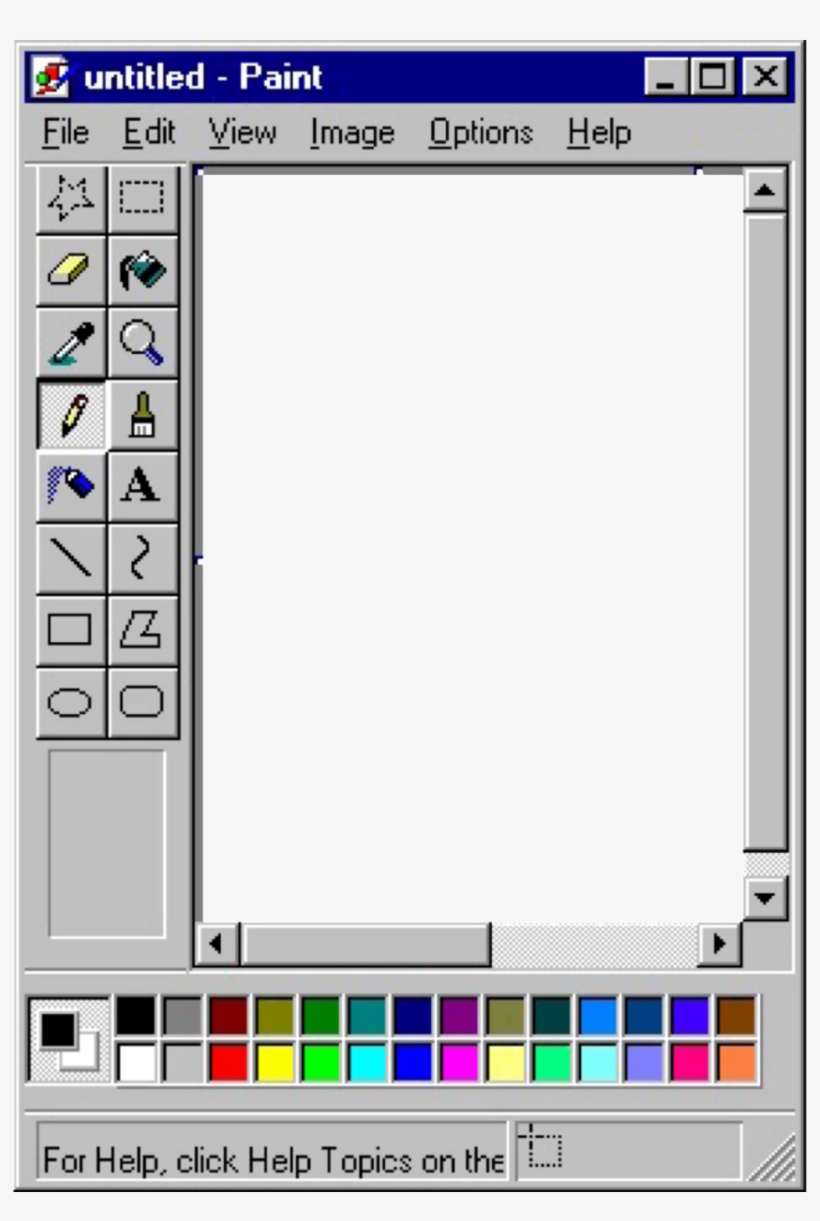 untitled - Paint
File Edit View Image Options Help
A
For Help, click Help Topics on the